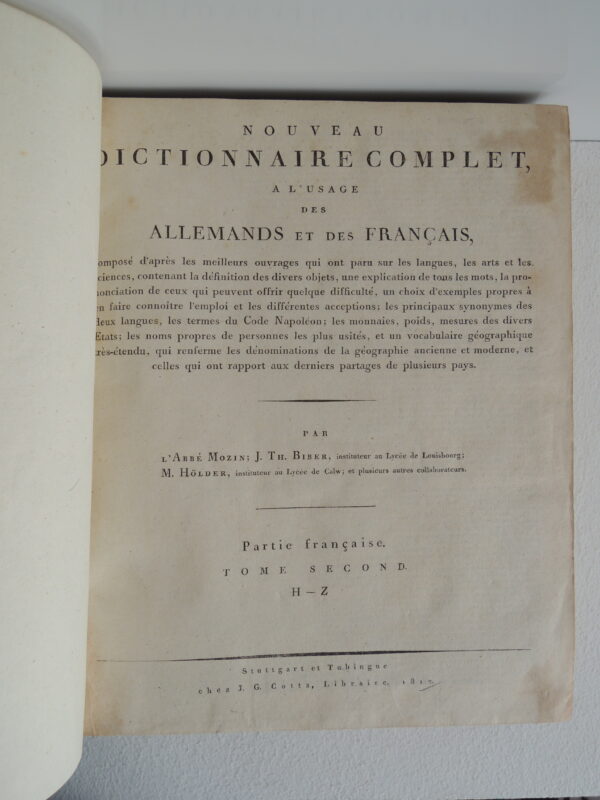 NOUVEAU
DICTIONNAIRE COMPLET,
A L'USAGE
DES
ALLEMANDS ET DES FRANÇAIS,
composé d'après les meilleurs ouvrages qui ont paru sur les langues, les arts et les
sciences, contenant la définition des divers objets, une explication de tous les mots, la pro-
nonciation de ceux qui peuvent offrir quelque difficulté, un choix d'exemples propres à
en faire connoître l'emploi et les différentes acceptions; les principaux synonymes des
deux langues, les termes du Code Napoléon; les monnaies, poids, mesures des divers
Etats; les noms propres de personnes les plus usités, et un vocabulaire géographique
très-étendu, qui renferme les dénominations de la géographie ancienne et moderne, et
celles qui ont rapport aux derniers partages de plusieurs pays.
PAR
L'ABBÉ MOZIN; J. TH. BIBER, instituteur au Lycée de Louisbourg;
M. HÖLDER, instituteur au Lycée de Calw; et plusieurs autres collaborateurs.
Partie française.
TOME SECOND.
H – Z
Stuttgart et Tubingue
chez J. G. Cotta, Libraire.